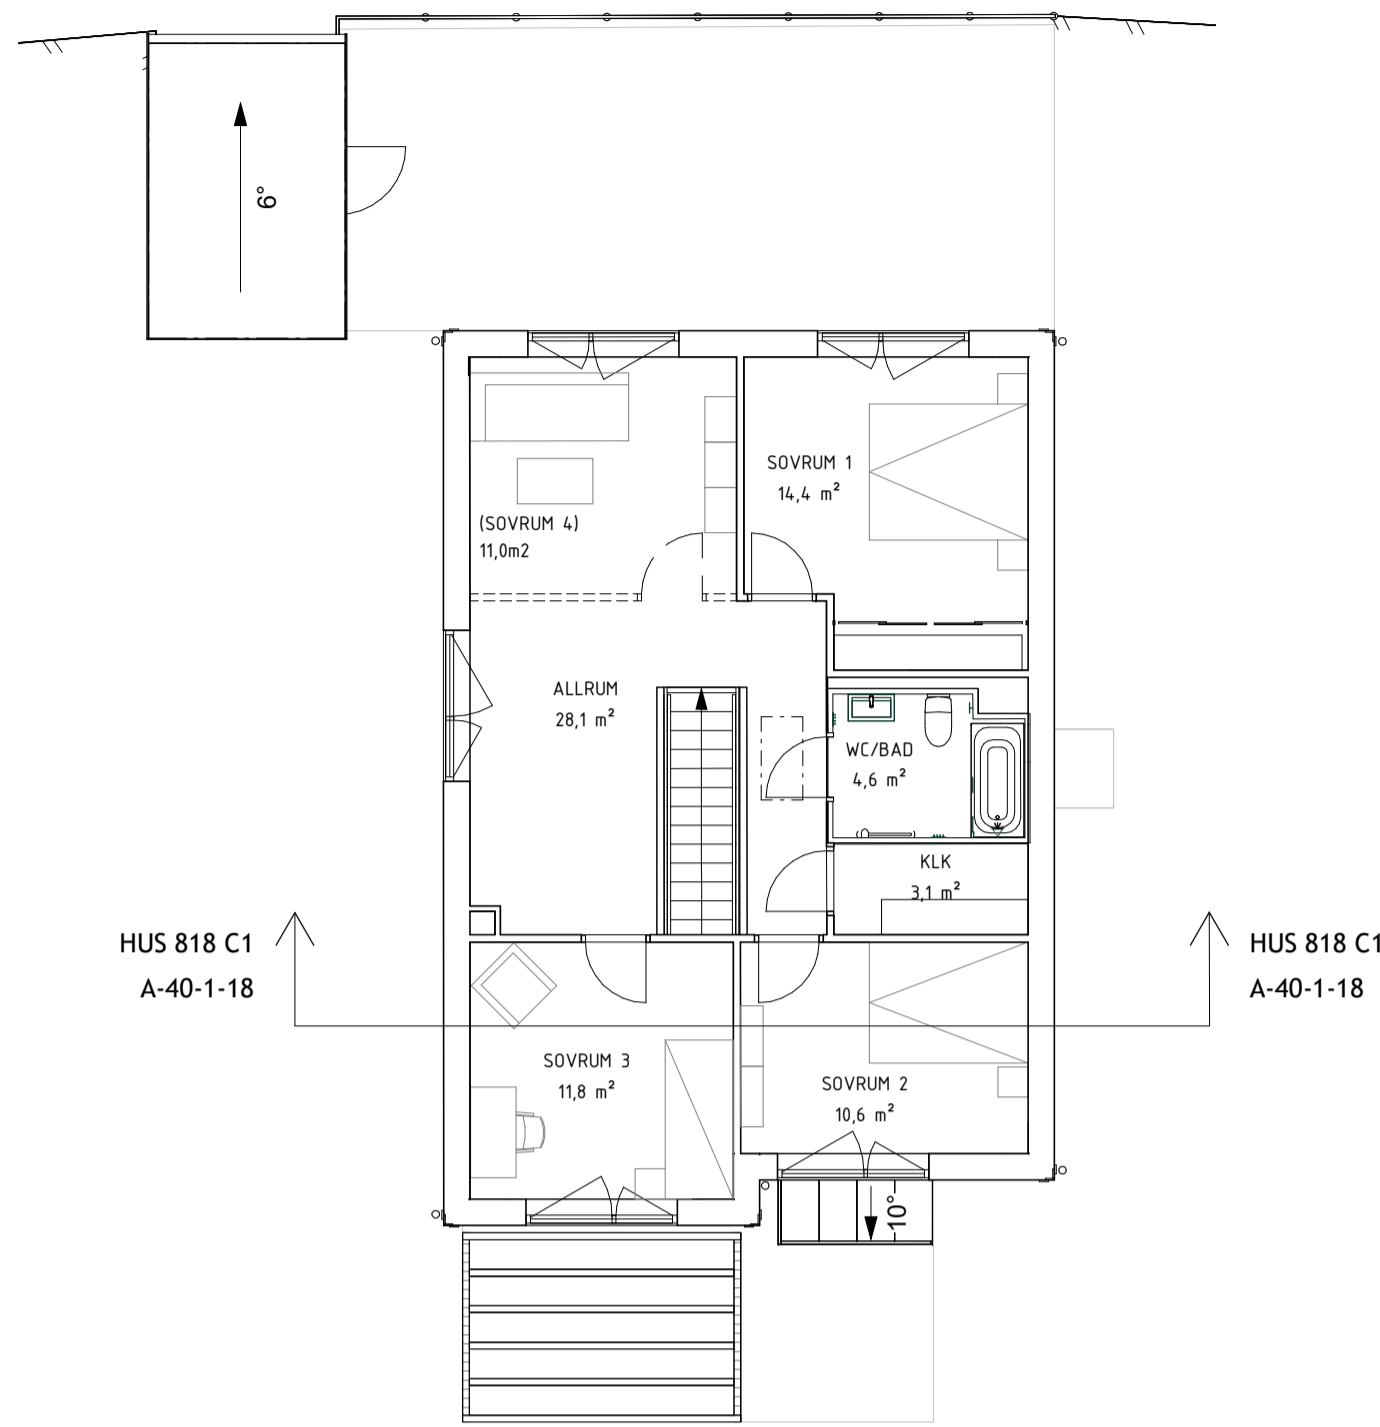 6°
SOVRUM 1
14,4 m²
(SOVRUM 4)
11,0m2
ALLRUM
28,1 m²
WC/BAD
4,6 m²
KLK
3,1 m²
HUS 818 C1
A-40-1-18
HUS 818 C1
A-40-1-18
SOVRUM 3
11,8 m²
SOVRUM 2
10,6 m²
10°